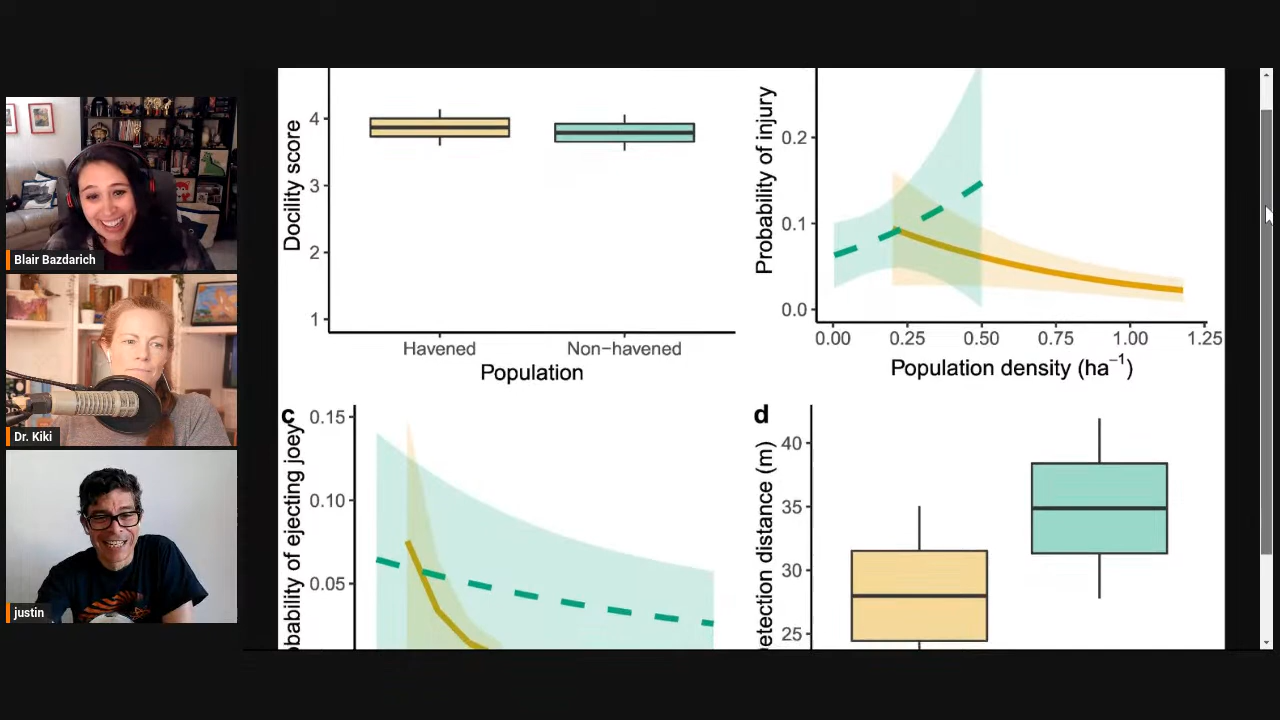 Blair Bazdarich
Dr. Kiki
justin
Docility score
4
3
2
1
Havened
Non-havened
Population
Probability of injury
0.2
0.1
0.0
0.00
0.25
0.50
0.75
1.00
1.25
Population density (ha⁻¹)
c
obability of ejecting joey
0.15
0.10
0.05
d
etection distance (m)
40
35
30
25